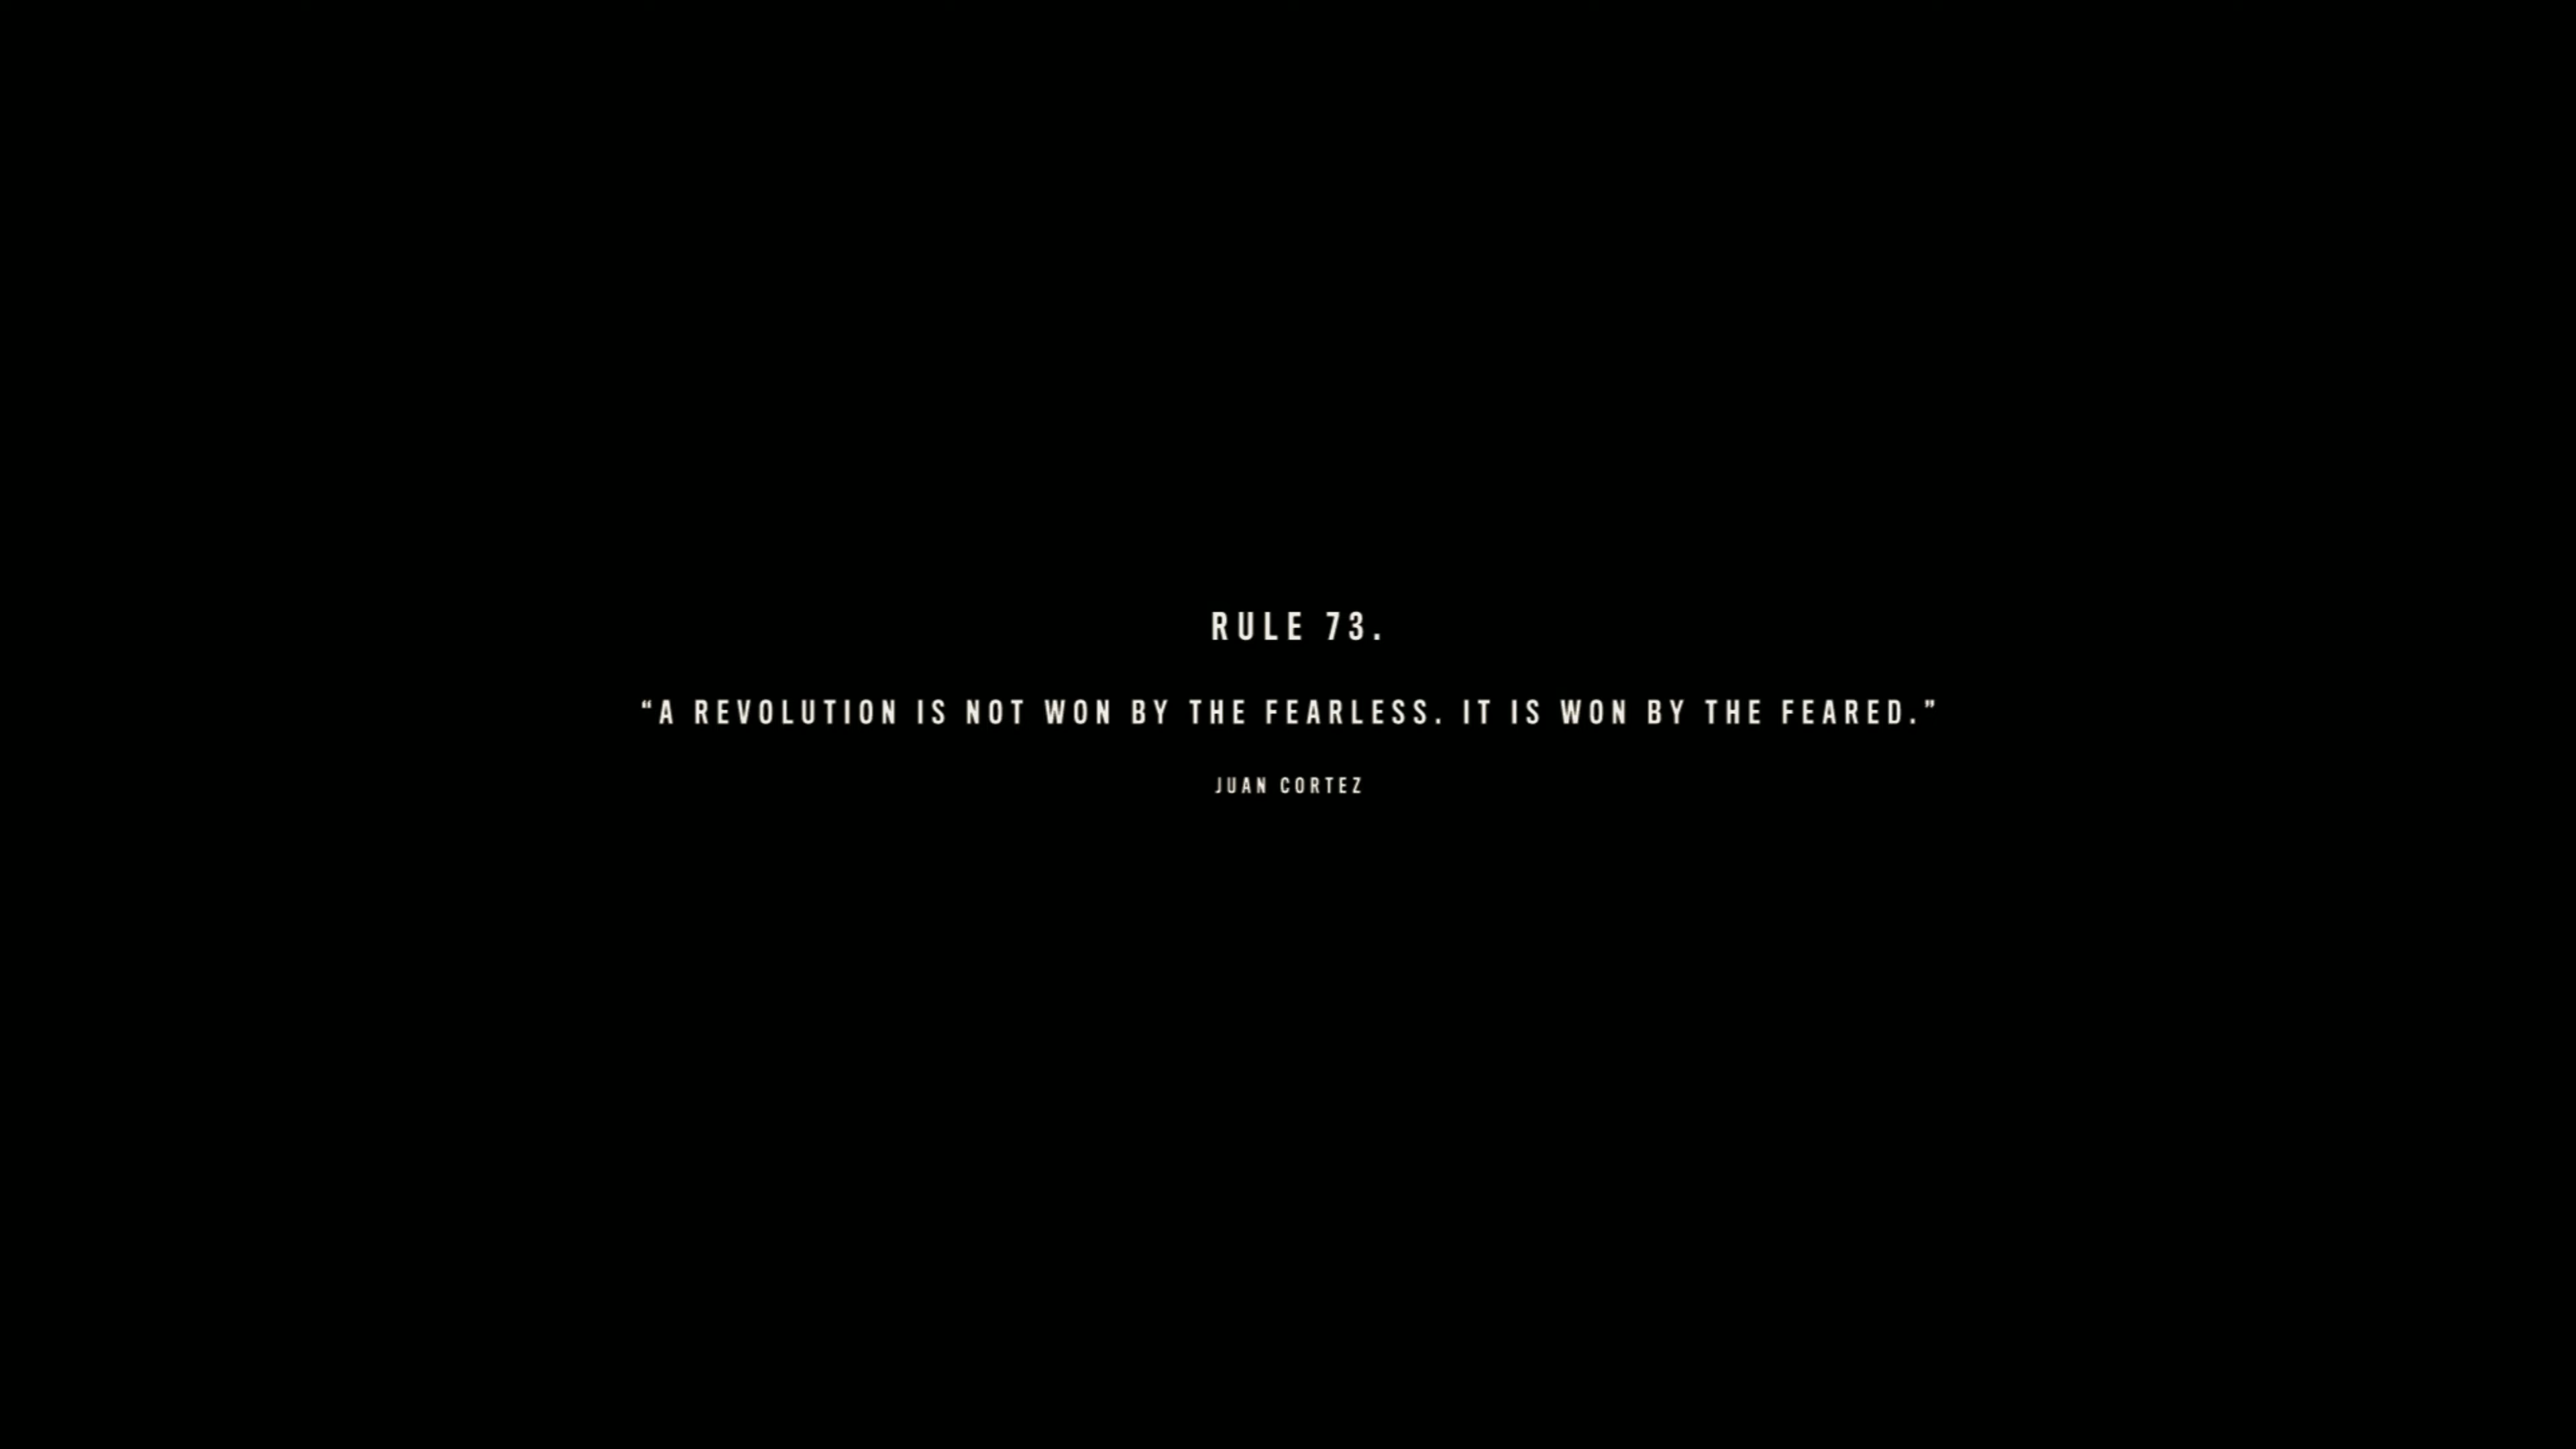 RULE 73.
“A REVOLUTION IS NOT WON BY THE FEARLESS. IT IS WON BY THE FEARED.”
JUAN CORTEZ